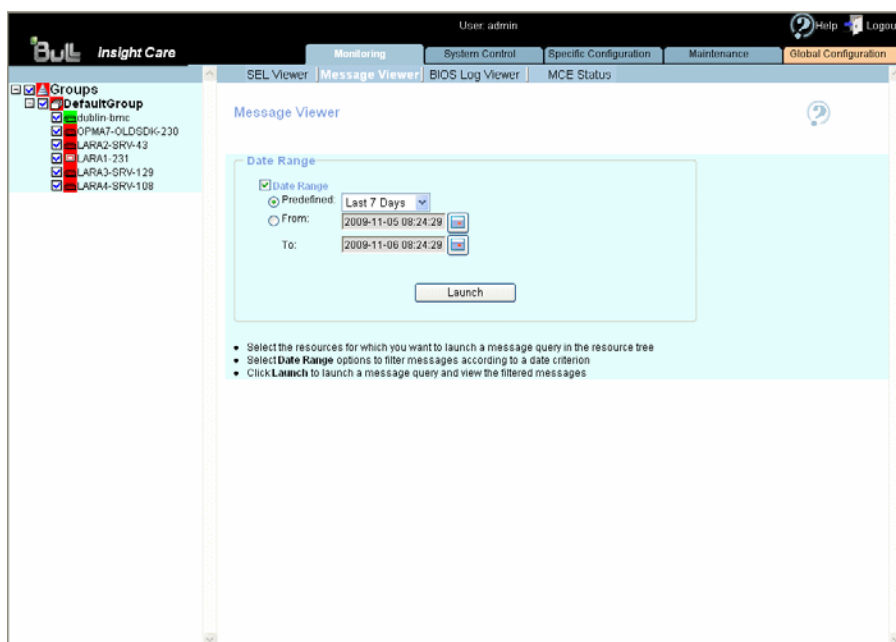 User: admin
Help
Logou
Bull
insight Care
Monitoring
System Control
Specific Configuration
Maintenance
Global Configuration
SEL Viewer
Message Viewer
BIOS Log Viewer
MCE Status
Groups
DefaultGroup
dublin-bmc
OPMA7-OLDSDK-230
LARA2-SRV-43
LARA1-231
LARA3-SRV-129
LARA4-SRV-108
Message Viewer
Date Range
Date Range
Predefined: Last 7 Days
From: 2009-11-05 08:24:29
To: 2009-11-06 08:24:29
Launch
Select the resources for which you want to launch a message query in the resource tree
Select Date Range options to filter messages according to a date criterion
Click Launch to launch a message query and view the filtered messages